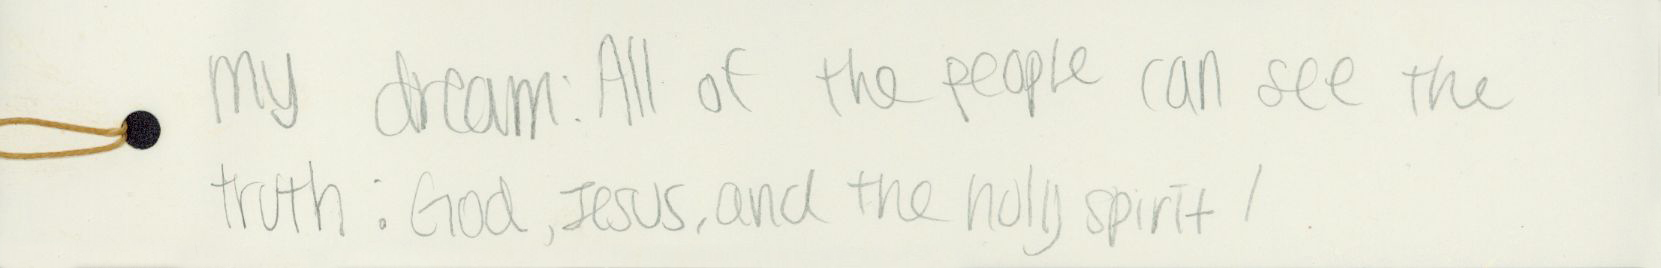 My dream: All of the people can see the
truth: God, Jesus, and the holy spirit!